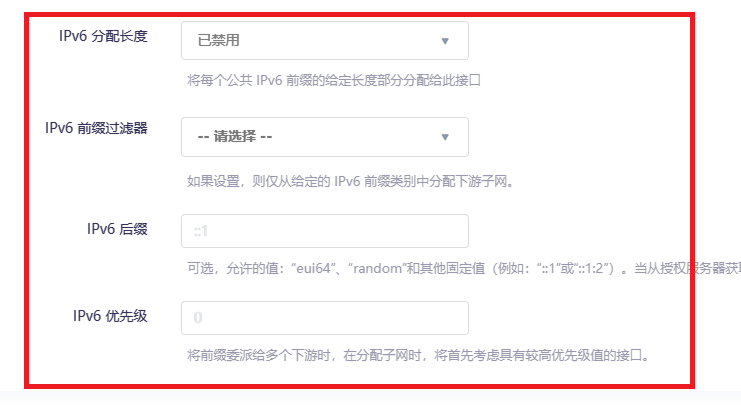 IPv6 分配长度
已禁用
将每个公共 IPv6 前缀的给定长度部分分配给此接口
IPv6 前缀过滤器
-- 请选择 --
如果设置，则仅从给定的 IPv6 前缀类别中分配下游子网。
IPv6 后缀
::1
可选，允许的值：“eui64”、“random”和其他固定值（例如：“::1”或“::1:2”）。当从授权服务器获取
IPv6 优先级
0
将前缀委派给多个下游时，在分配子网时，将首先考虑具有较高优先级值的接口。